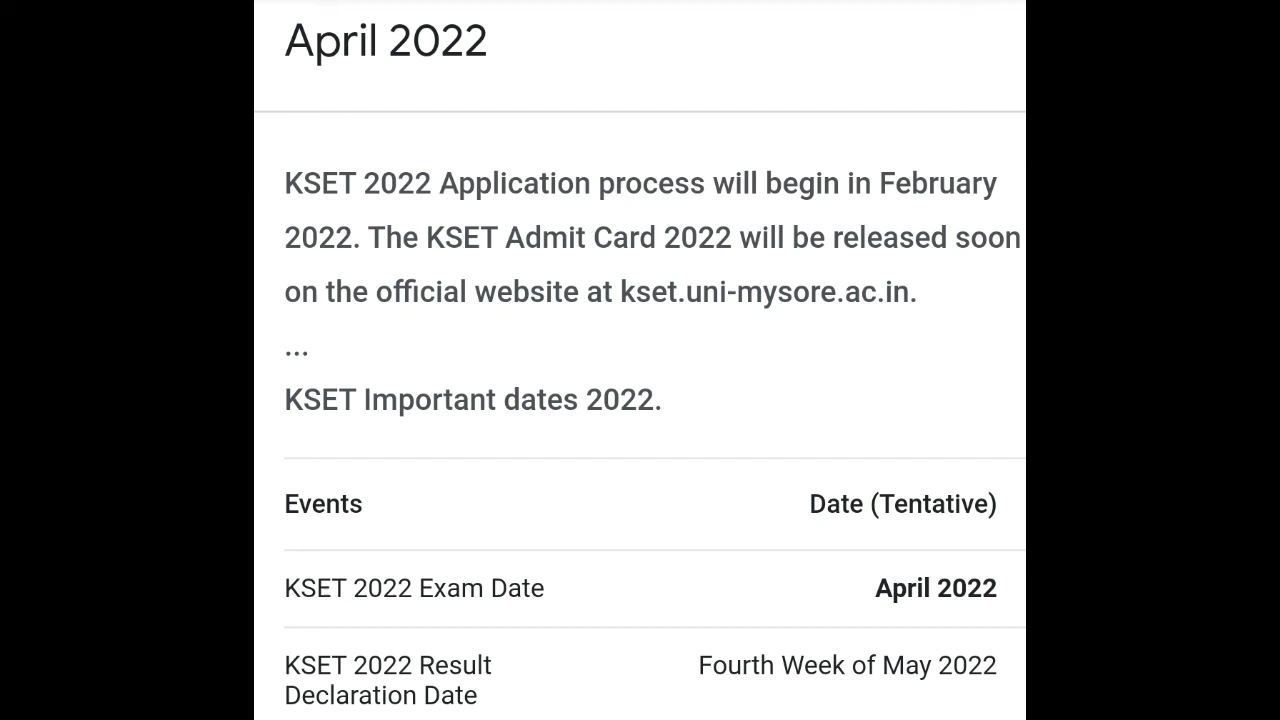 April 2022
KSET 2022 Application process will begin in February
2022. The KSET Admit Card 2022 will be released soon
on the official website at kset.uni-mysore.ac.in.
...
KSET Important dates 2022.
Events Date (Tentative)
KSET 2022 Exam Date April 2022
KSET 2022 Result Fourth Week of May 2022
Declaration Date